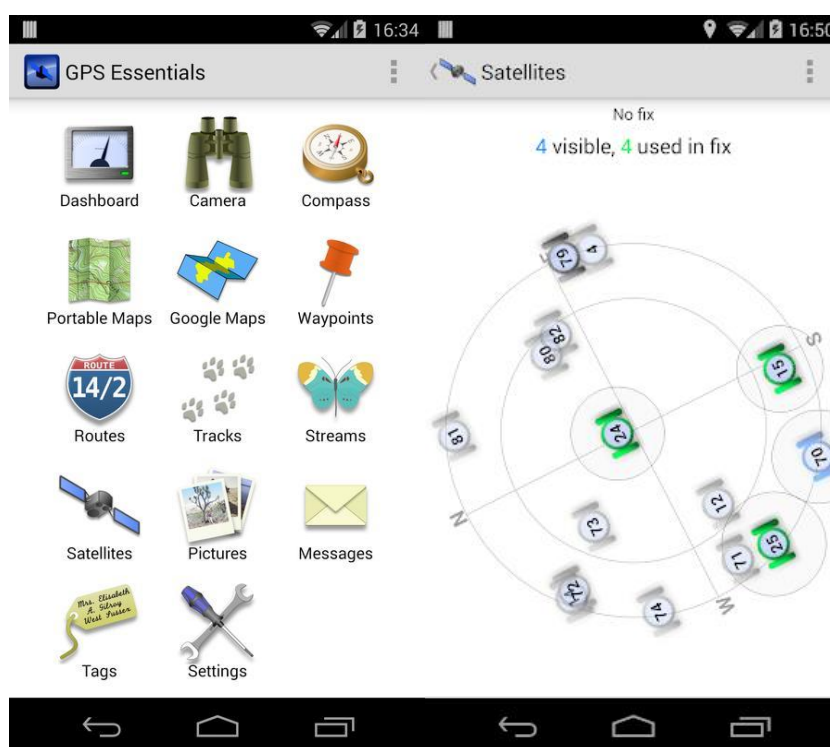 16:34
GPS Essentials
Dashboard
Camera
Compass
Portable Maps
Google Maps
Waypoints
ROUTE
14/2
Routes
Tracks
Streams
Satellites
Pictures
Messages
Mrs. Elisabeth
A. Gilroy
West Sussex
Tags
Settings
16:50
Satellites
No fix
4 visible, 4 used in fix
79
4
82
80
S
15
81
24
70
N
12
73
25
71
72
74
W